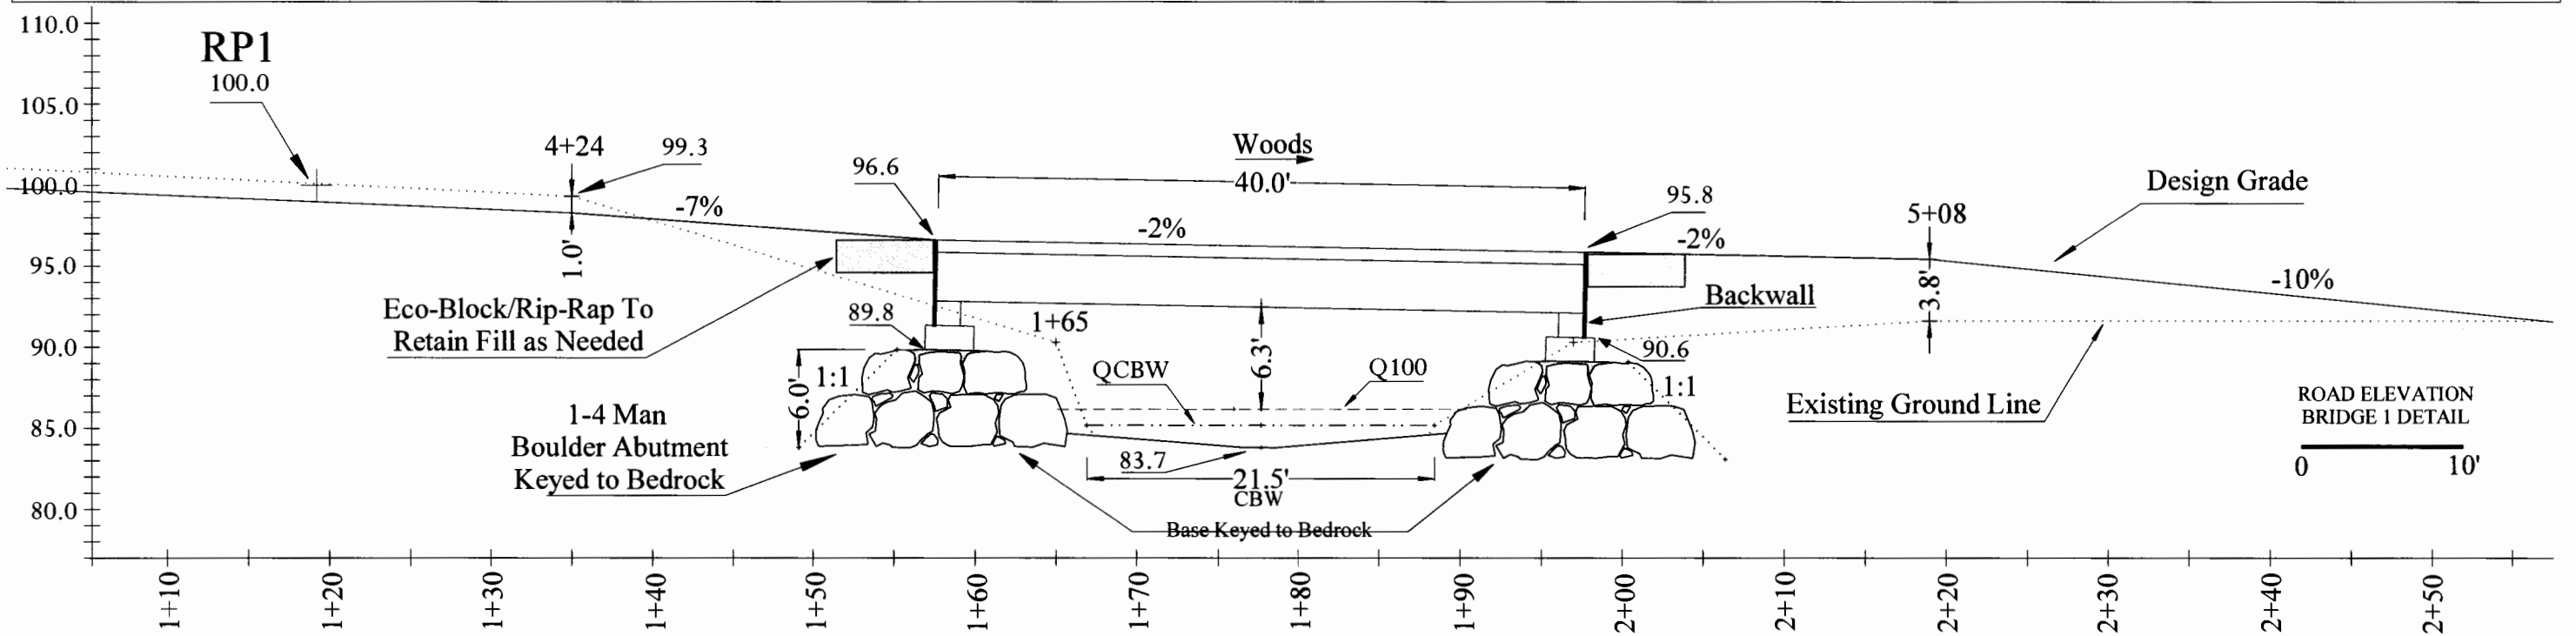 110.0
105.0
100.0
95.0
90.0
85.0
80.0
RP1
100.0
4+24
99.3
1.0'
-7%
96.6
Woods
40.0'
-2%
95.8
-2%
5+08
3.8'
Design Grade
-10%
Eco-Block/Rip-Rap To
Retain Fill as Needed
89.8
1+65
Backwall
90.6
6.0'
1:1
QCBW
6.3'
Q100
1:1
Existing Ground Line
1-4 Man
Boulder Abutment
Keyed to Bedrock
83.7
21.5'
CBW
Base Keyed to Bedrock
ROAD ELEVATION
BRIDGE 1 DETAIL
0 10'
1+10
1+20
1+30
1+40
1+50
1+60
1+70
1+80
1+90
2+00
2+10
2+20
2+30
2+40
2+50